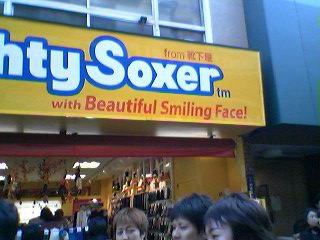 from 靴下屋
hty Soxer tm
with Beautiful Smiling Face!